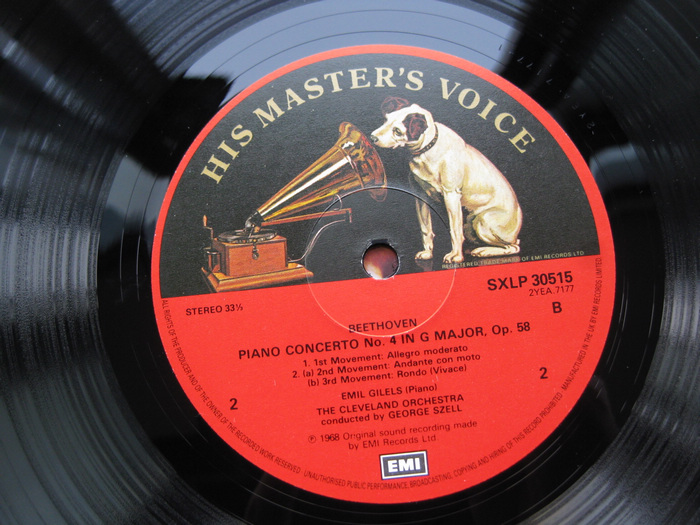 HIS MASTER'S VOICE
REGISTERED TRADE MARK OF EMI RECORDS LTD
STEREO 33⅓
SXLP 30515
2YEA.7177
B
BEETHOVEN
PIANO CONCERTO No. 4 IN G MAJOR, Op. 58
1. 1st Movement: Allegro moderato
2. (a) 2nd Movement: Andante con moto
(b) 3rd Movement: Rondo (Vivace)
2
2
EMIL GILELS (Piano)
THE CLEVELAND ORCHESTRA
conducted by GEORGE SZELL
℗ 1968 Original sound recording made
by EMI Records Ltd
EMI
ALL RIGHTS OF THE PRODUCER AND OF THE OWNER OF THE RECORDED WORK RESERVED · UNAUTHORISED PUBLIC PERFORMANCE, BROADCASTING, COPYING AND HIRING OF THIS RECORD PROHIBITED · MANUFACTURED IN THE UK BY EMI RECORDS LIMITED